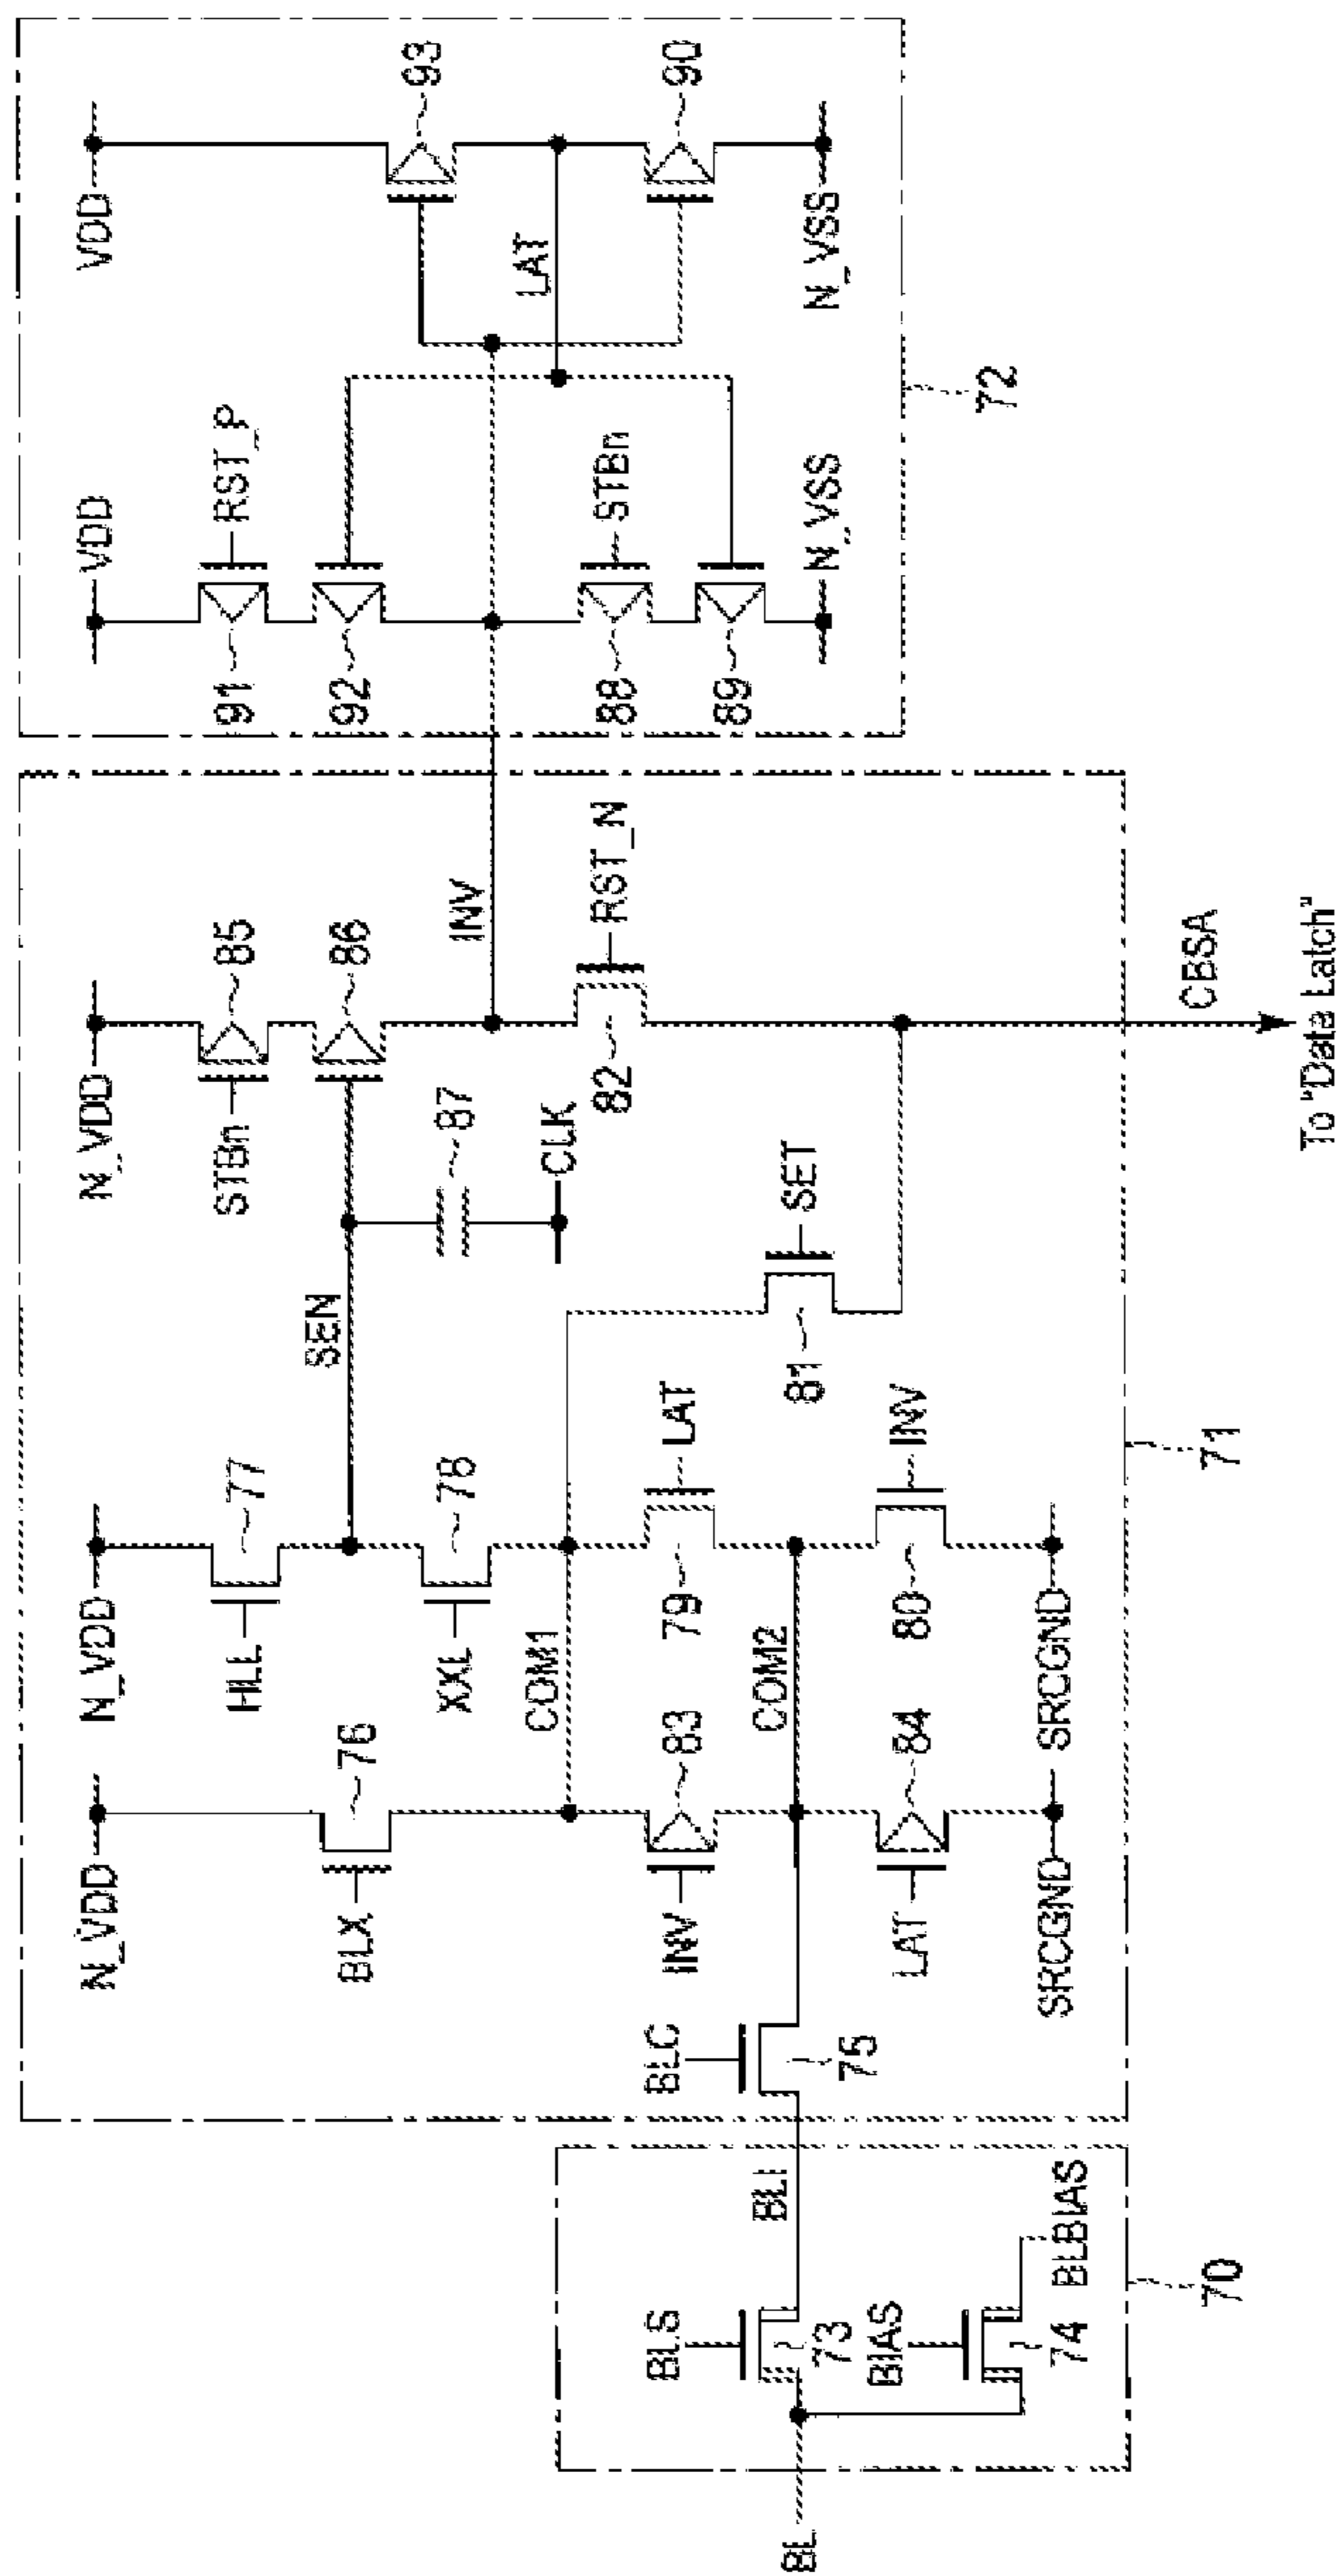 BL
BLS
73
BIAS
74
BLBIAS
BLI
70
BLC
75
N_VDD
BLX
76
INV
83
LAT
84
SRCGND
COM1
COM2
N_VDD
HLL
77
XXL
78
79
LAT
80
INV
SRCGND
SEN
81
SET
87
CLK
71
N_VDD
STBn
85
86
INV
82
RST_N
CBSA
To "Data Latch"
VDD
91
RST_P
92
88
STBn
89
N_VSS
LAT
VDD
93
90
N_VSS
72